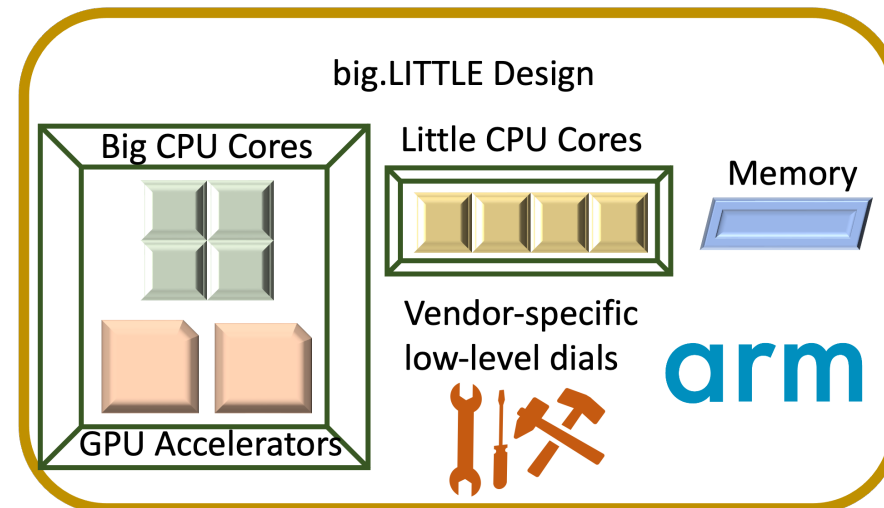 big.LITTLE Design
Big CPU Cores
Little CPU Cores
Memory
Vendor-specific
low-level dials
arm
GPU Accelerators